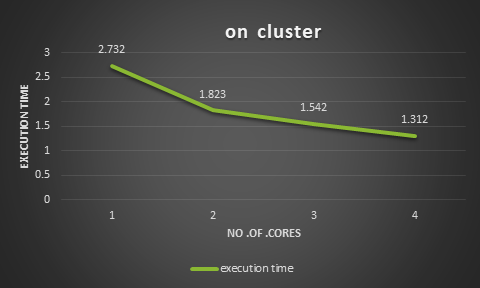 on cluster
3
2.5
2
1.5
1
0.5
0
EXECUTION TIME
2.732
1.823
1.542
1.312
1 2 3 4
NO .OF .CORES
execution time